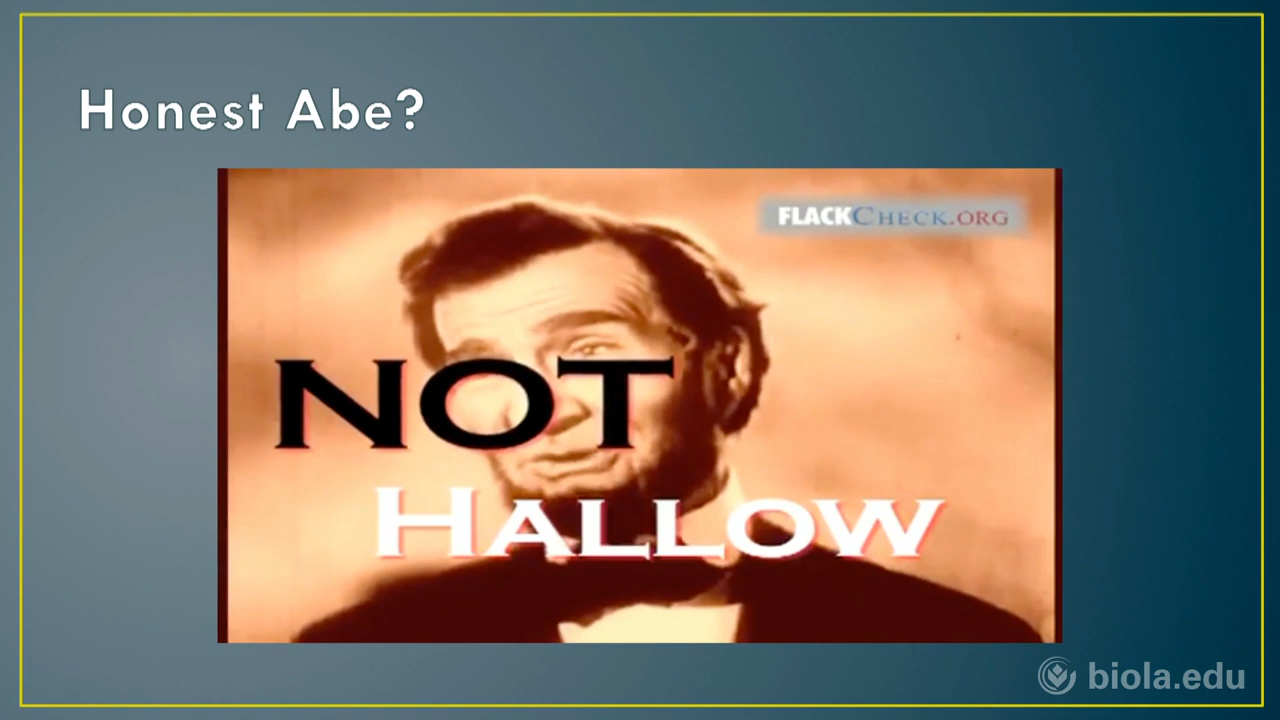 Honest Abe?
FLACKCHECK.ORG
NOT
HALLOW
biola.edu